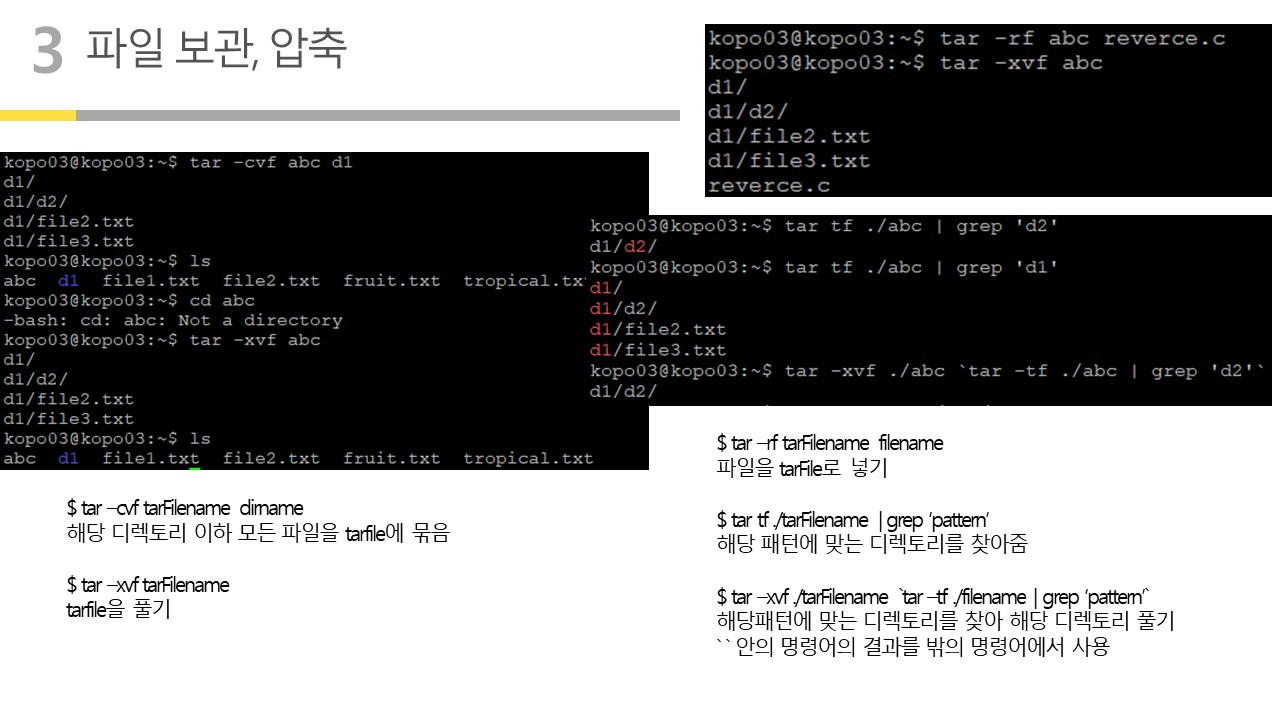 3 파일 보관, 압축
kopo03@kopo03:~$ tar -cvf abc d1
d1/
d1/d2/
d1/file2.txt
d1/file3.txt
kopo03@kopo03:~$ ls
abc d1 file1.txt file2.txt fruit.txt tropical.tx
kopo03@kopo03:~$ cd abc
-bash: cd: abc: Not a directory
kopo03@kopo03:~$ tar -xvf abc
d1/
d1/d2/
d1/file2.txt
d1/file3.txt
kopo03@kopo03:~$ ls
abc d1 file1.txt file2.txt fruit.txt tropical.txt
$ tar –cvf tarFilename dirname
해당 디렉토리 이하 모든 파일을 tarfile에 묶음
$ tar –xvf tarFilename
tarfile을 풀기
kopo03@kopo03:~$ tar -rf abc reverce.c
kopo03@kopo03:~$ tar -xvf abc
d1/
d1/d2/
d1/file2.txt
d1/file3.txt
reverce.c
kopo03@kopo03:~$ tar tf ./abc | grep 'd2'
d1/d2/
kopo03@kopo03:~$ tar tf ./abc | grep 'd1'
d1/
d1/d2/
d1/file2.txt
d1/file3.txt
kopo03@kopo03:~$ tar -xvf ./abc `tar -tf ./abc | grep 'd2'`
d1/d2/
$ tar –rf tarFilename filename
파일을 tarFile로 넣기
$ tar tf ./tarFilename | grep ‘pattern’
해당 패턴에 맞는 디렉토리를 찾아줌
$ tar –xvf ./tarFilename `tar –tf ./filename | grep ‘pattern’`
해당패턴에 맞는 디렉토리를 찾아 해당 디렉토리 풀기
` ` 안의 명령어의 결과를 밖의 명령어에서 사용